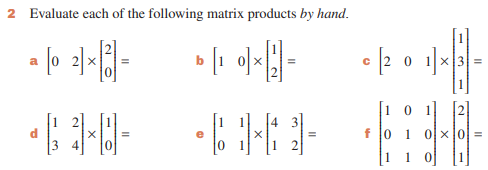 2 Evaluate each of the following matrix products by hand.
a [0 2] × [2 0] =
b [1 0] × [1 2] =
c [2 0 1] × [1 3 1] =
d [1 2 3 4] × [1 0] =
e [1 1 0 1] × [4 3 1 2] =
f [1 0 1 0 1 0 1 1 0] × [2 0 1] =